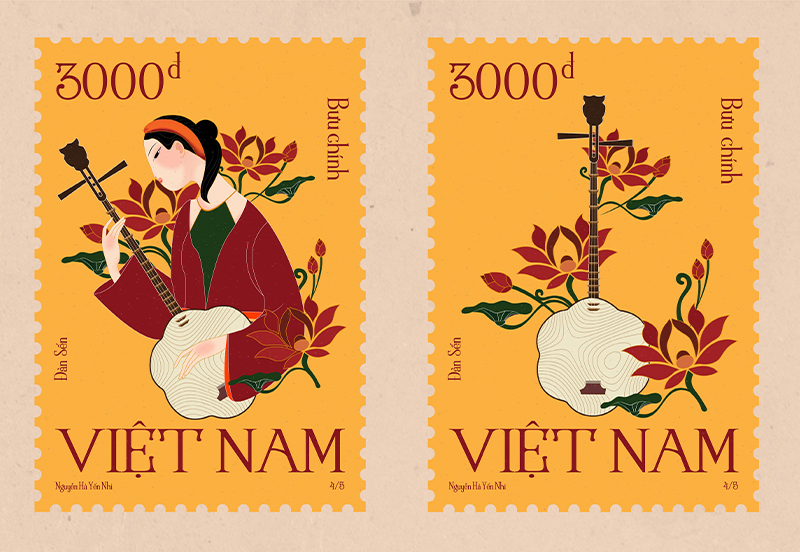 3000đ
Bưu chính
Đàn Sến
VIỆT NAM
Nguyễn Hà Yến Nhi
4/8
3000đ
Bưu chính
Đàn Sến
VIỆT NAM
Nguyễn Hà Yến Nhi
4/8